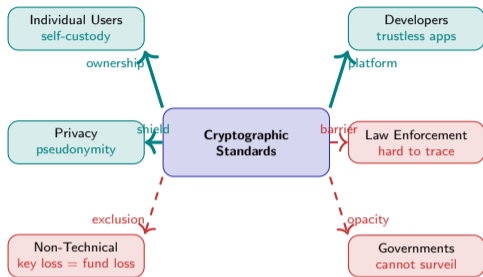 Individual Users
self-custody
Developers
trustless apps
ownership
platform
Privacy
pseudonymity
shield
Cryptographic
Standards
barrier
Law Enforcement
hard to trace
exclusion
opacity
Non-Technical
key loss = fund loss
Governments
cannot surveil